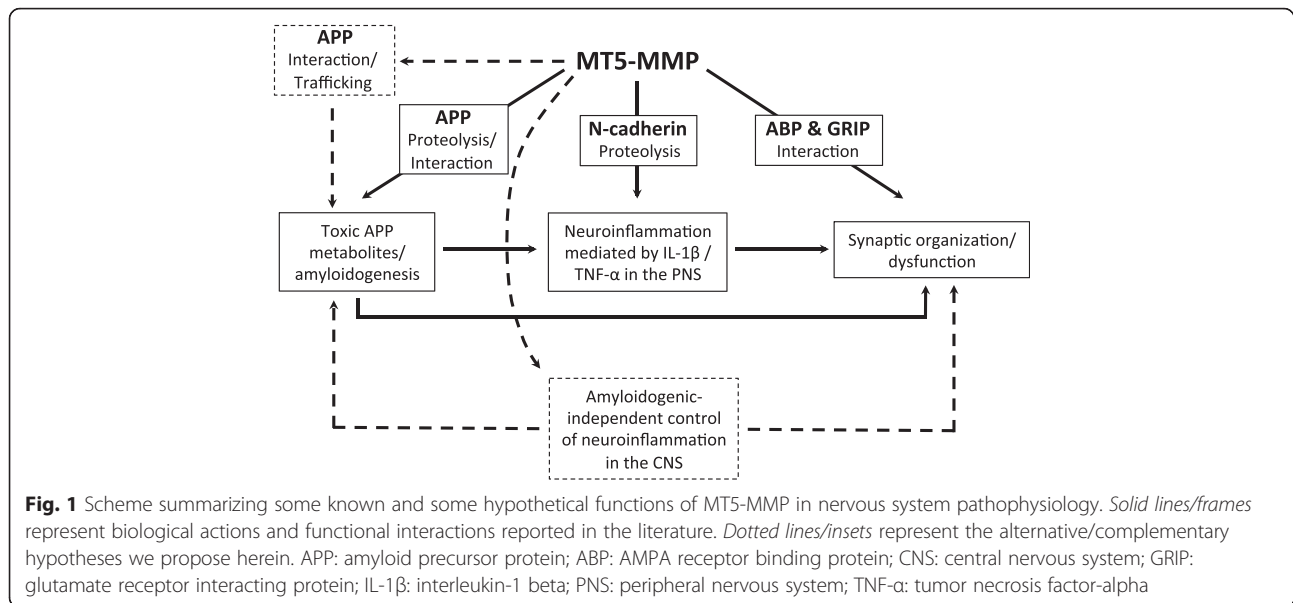 APP
Interaction/
Trafficking
MT5-MMP
APP
Proteolysis/
Interaction
N-cadherin
Proteolysis
ABP & GRIP
Interaction
Toxic APP
metabolites/
amyloidogenesis
Neuroinflammation
mediated by IL-1β /
TNF-α in the PNS
Synaptic organization/
dysfunction
Amyloidogenic-
independent control
of neuroinflammation
in the CNS
Fig. 1 Scheme summarizing some known and some hypothetical functions of MT5-MMP in nervous system pathophysiology. Solid lines/frames
represent biological actions and functional interactions reported in the literature. Dotted lines/insets represent the alternative/complementary
hypotheses we propose herein. APP: amyloid precursor protein; ABP: AMPA receptor binding protein; CNS: central nervous system; GRIP:
glutamate receptor interacting protein; IL-1β: interleukin-1 beta; PNS: peripheral nervous system; TNF-α: tumor necrosis factor-alpha